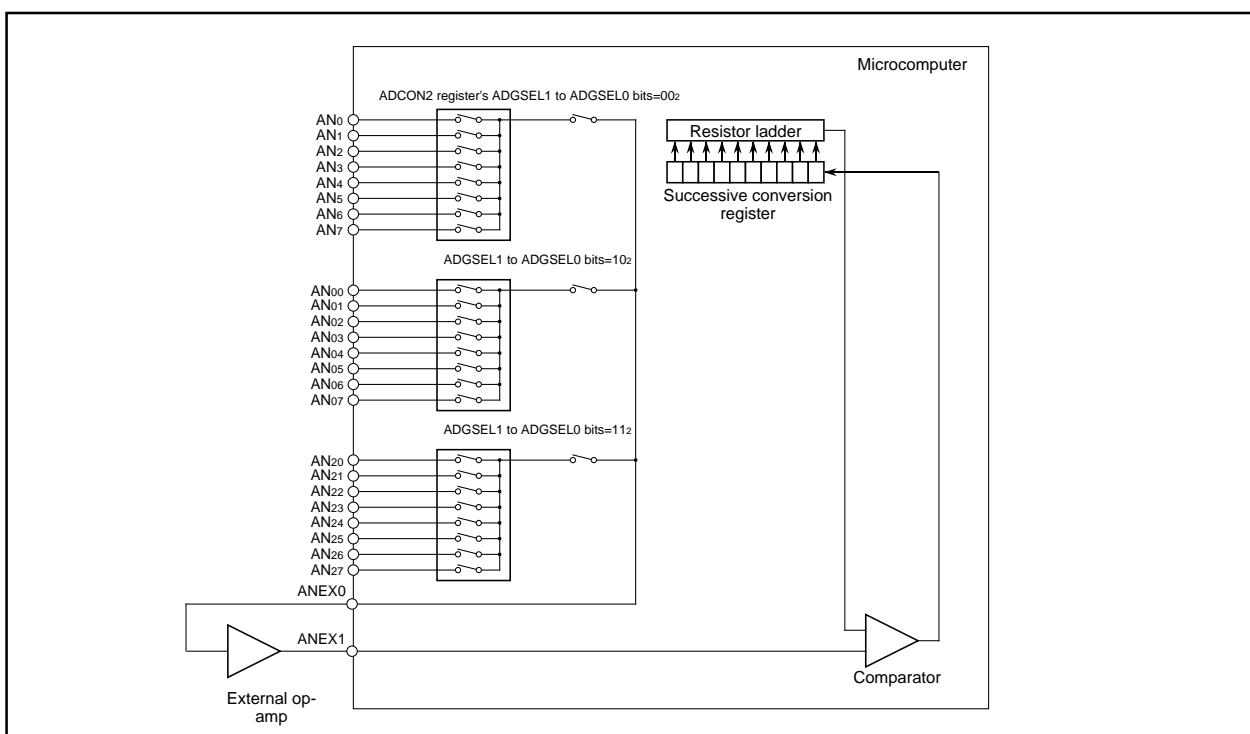 Microcomputer
ADCON2 register's ADGSEL1 to ADGSEL0 bits=00₂
AN₀
AN₁
AN₂
AN₃
AN₄
AN₅
AN₆
AN₇
Resistor ladder
Successive conversion
register
ADGSEL1 to ADGSEL0 bits=10₂
AN₀₀
AN₀₁
AN₀₂
AN₀₃
AN₀₄
AN₀₅
AN₀₆
AN₀₇
ADGSEL1 to ADGSEL0 bits=11₂
AN₂₀
AN₂₁
AN₂₂
AN₂₃
AN₂₄
AN₂₅
AN₂₆
AN₂₇
ANEX0
ANEX1
Comparator
External op-
amp